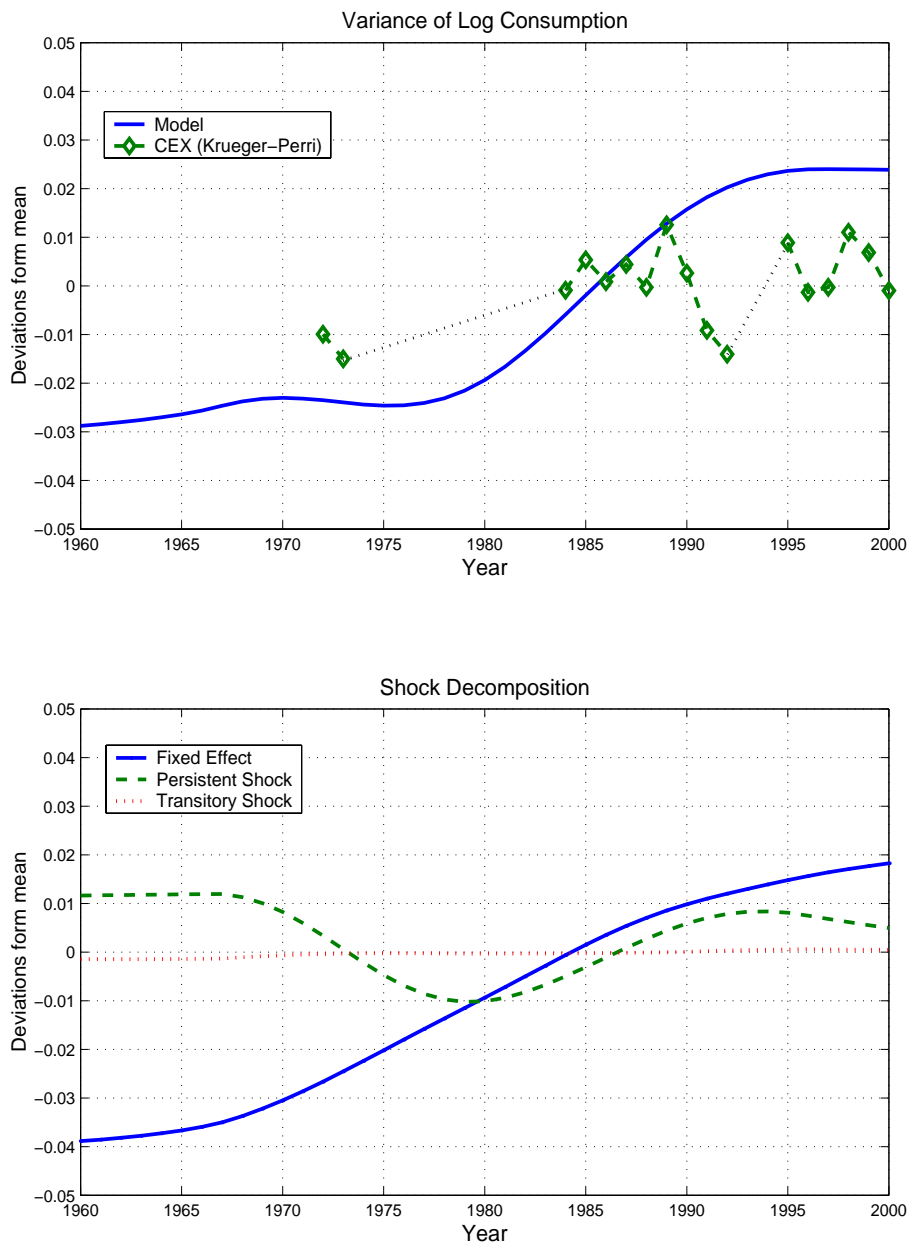 Variance of Log Consumption
0.05
0.04
0.03
0.02
0.01
0
−0.01
−0.02
−0.03
−0.04
−0.05
Deviations form mean
Model
CEX (Krueger−Perri)
1960 1965 1970 1975 1980 1985 1990 1995 2000
Year
Shock Decomposition
0.05
0.04
0.03
0.02
0.01
0
−0.01
−0.02
−0.03
−0.04
−0.05
Deviations form mean
Fixed Effect
Persistent Shock
Transitory Shock
1960 1965 1970 1975 1980 1985 1990 1995 2000
Year